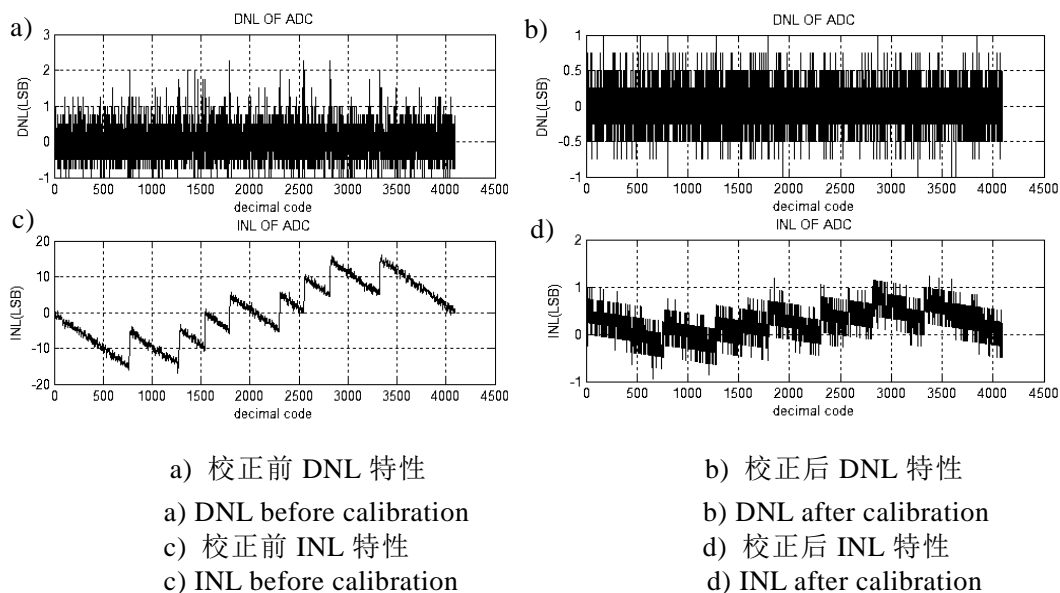 a)
DNL OF ADC
DNL(LSB)
3
2
1
0
-1
0 500 1000 1500 2000 2500 3000 3500 4000 4500
decimal code
b)
DNL OF ADC
DNL(LSB)
1
0.5
0
-0.5
-1
0 500 1000 1500 2000 2500 3000 3500 4000 4500
decimal code
c)
INL OF ADC
INL(LSB)
20
10
0
-10
-20
0 500 1000 1500 2000 2500 3000 3500 4000 4500
decimal code
d)
INL OF ADC
INL(LSB)
2
1
0
-1
0 500 1000 1500 2000 2500 3000 3500 4000 4500
decimal code
a) 校正前 DNL 特性
b) 校正后 DNL 特性
a) DNL before calibration
b) DNL after calibration
c) 校正前 INL 特性
d) 校正后 INL 特性
c) INL before calibration
d) INL after calibration